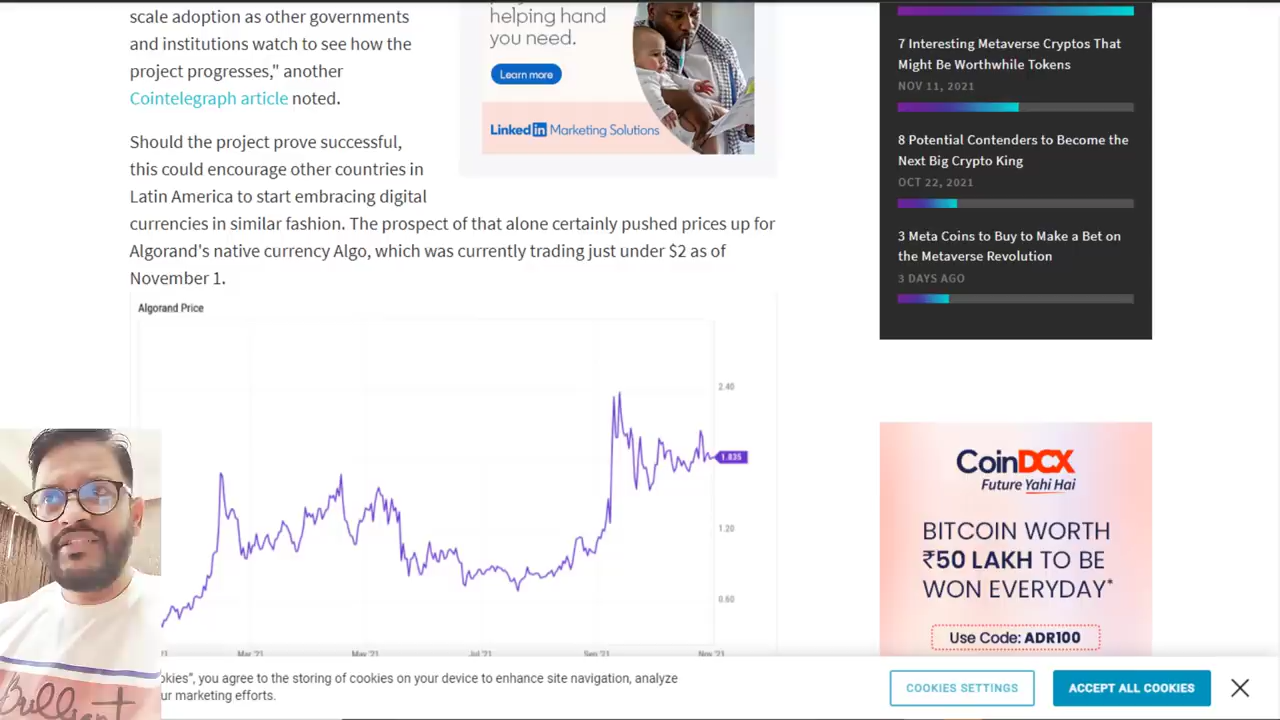 scale adoption as other governments
and institutions watch to see how the
project progresses," another
Cointelegraph article noted.
Should the project prove successful,
this could encourage other countries in
Latin America to start embracing digital
currencies in similar fashion. The prospect of that alone certainly pushed prices up for
Algorand's native currency Algo, which was currently trading just under $2 as of
November 1.
helping hand
you need.
Learn more
LinkedIn Marketing Solutions
Algorand Price
2.40
1.835
1.20
0.60
Mar '21
May '21
Jul '21
Sep '21
Nov '21
7 Interesting Metaverse Cryptos That
Might Be Worthwhile Tokens
NOV 11, 2021
8 Potential Contenders to Become the
Next Big Crypto King
OCT 22, 2021
3 Meta Coins to Buy to Make a Bet on
the Metaverse Revolution
3 DAYS AGO
CoinDCX
Future Yahi Hai
BITCOIN WORTH
₹50 LAKH TO BE
WON EVERYDAY*
Use Code: ADR100
you agree to the storing of cookies on your device to enhance site navigation, analyze
marketing efforts.
COOKIES SETTINGS
ACCEPT ALL COOKIES
Brilliant